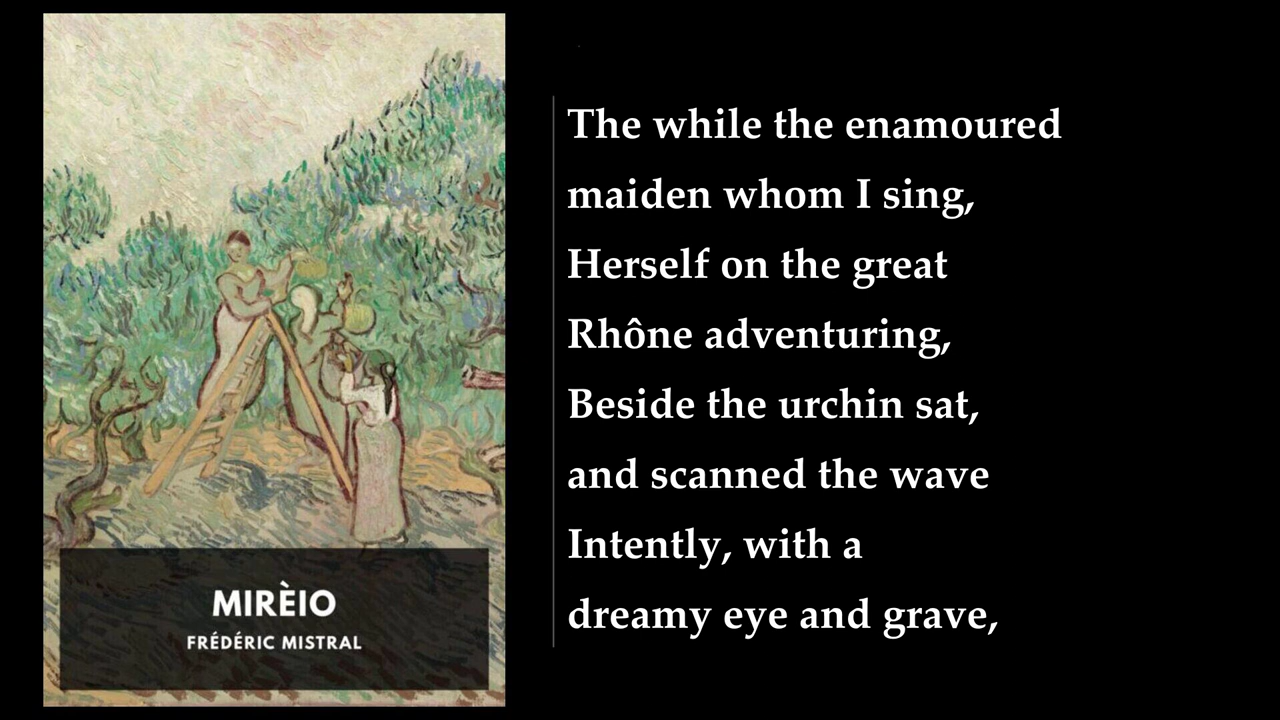 MIRÈIO
FRÉDÉRIC MISTRAL
The while the enamoured
maiden whom I sing,
Herself on the great
Rhône adventuring,
Beside the urchin sat,
and scanned the wave
Intently, with a
dreamy eye and grave,